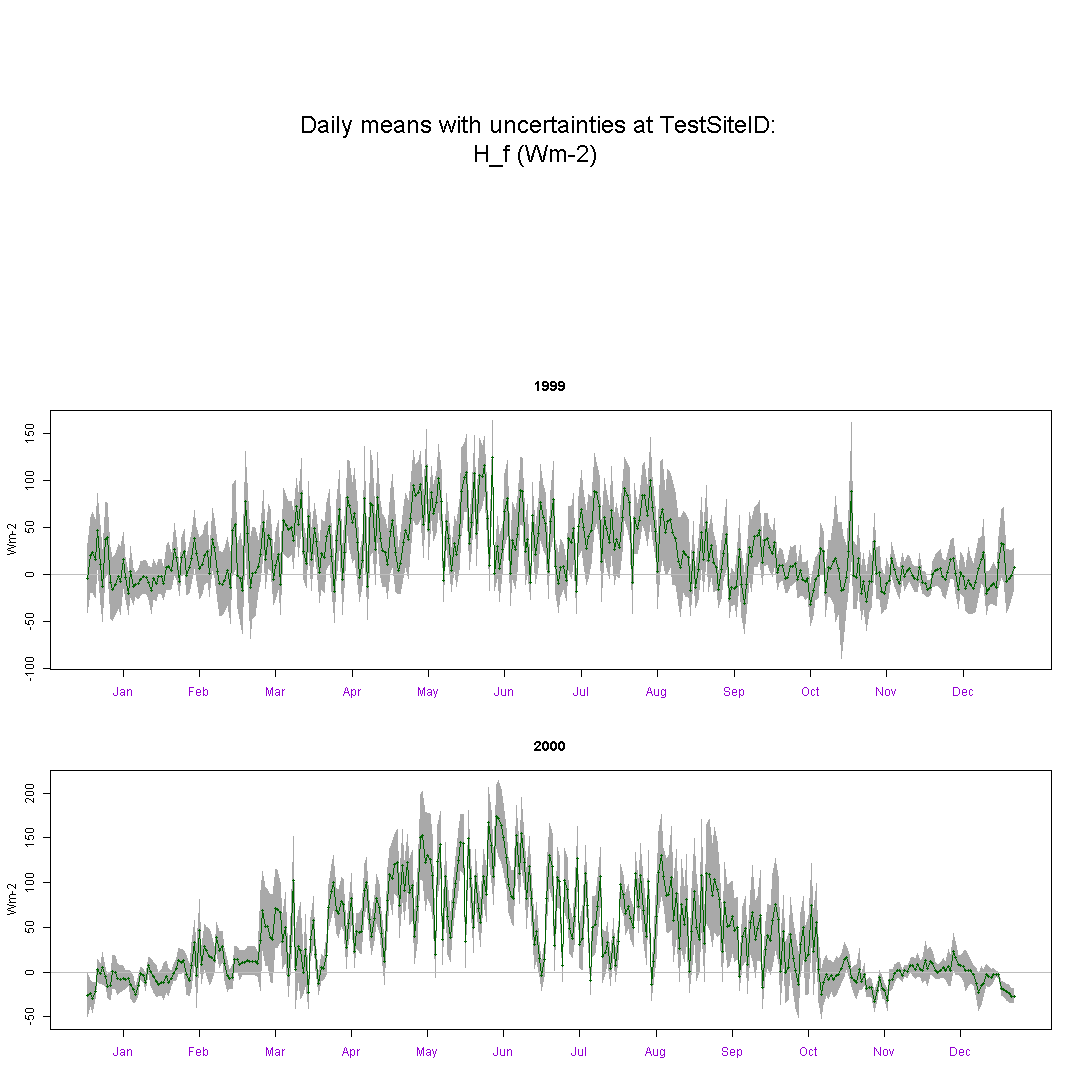 Daily means with uncertainties at TestSiteID:
H_f (Wm-2)
1999
Wm-2
150
100
50
0
-50
-100
Jan Feb Mar Apr May Jun Jul Aug Sep Oct Nov Dec
2000
Wm-2
200
150
100
50
0
-50
Jan Feb Mar Apr May Jun Jul Aug Sep Oct Nov Dec